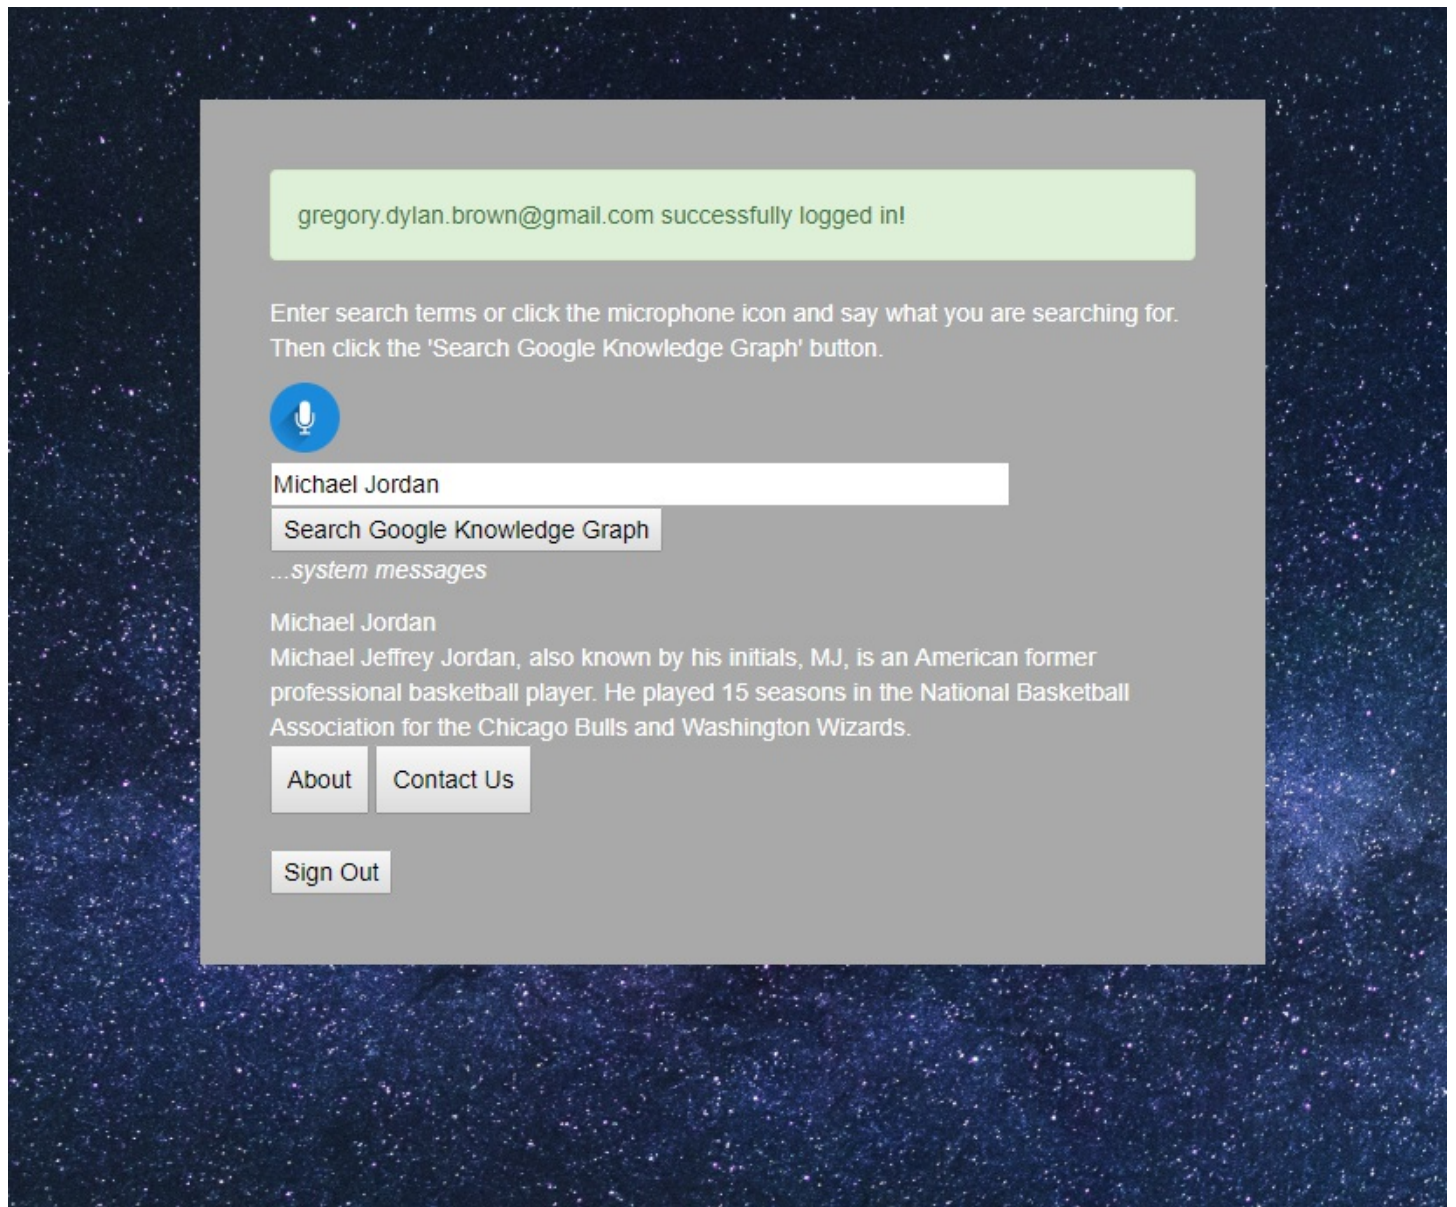 gregory.dylan.brown@gmail.com successfully logged in!
Enter search terms or click the microphone icon and say what you are searching for.
Then click the 'Search Google Knowledge Graph' button.
Michael Jordan
Search Google Knowledge Graph
...system messages
Michael Jordan
Michael Jeffrey Jordan, also known by his initials, MJ, is an American former
professional basketball player. He played 15 seasons in the National Basketball
Association for the Chicago Bulls and Washington Wizards.
About Contact Us
Sign Out